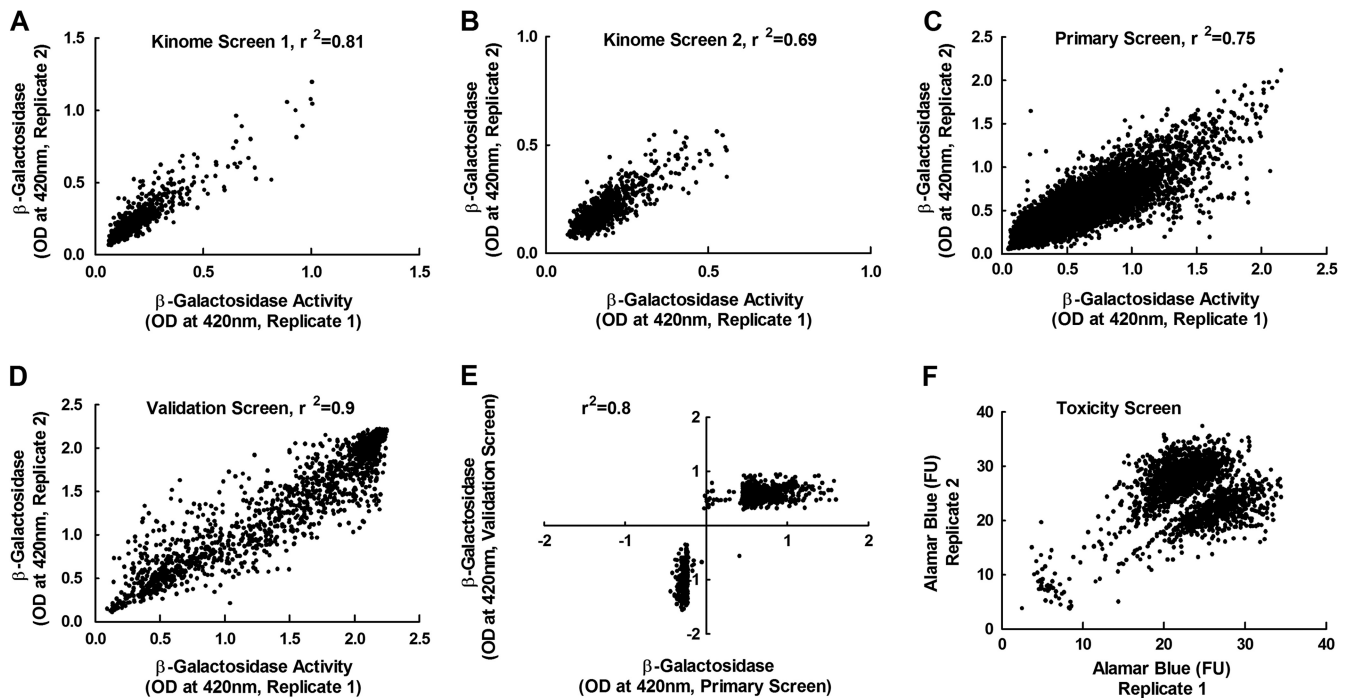 A
Kinome Screen 1, r ²=0.81
β-Galactosidase
(OD at 420nm, Replicate 2)
1.5
1.0
0.5
0.0
0.0 0.5 1.0 1.5
β-Galactosidase Activity
(OD at 420nm, Replicate 1)
B
Kinome Screen 2, r ²=0.69
β-Galactosidase
(OD at 420nm, Replicate 2)
1.0
0.5
0.0
0.0 0.5 1.0
β-Galactosidase Activity
(OD at 420nm, Replicate 1)
C
Primary Screen, r ²=0.75
β-Galactosidase
(OD at 420nm, Replicate 2)
2.5
2.0
1.5
1.0
0.5
0.0
0.0 0.5 1.0 1.5 2.0 2.5
β-Galactosidase Activity
(OD at 420nm, Replicate 1)
D
Validation Screen, r ²=0.9
β-Galactosidase
(OD at 420nm, Replicate 2)
2.5
2.0
1.5
1.0
0.5
0.0
0.0 0.5 1.0 1.5 2.0 2.5
β-Galactosidase Activity
(OD at 420nm, Replicate 1)
E
r²=0.8
β-Galactosidase
(OD at 420nm, Validation Screen)
2
1
-2 -1 0 1 2
-1
-2
β-Galactosidase
(OD at 420nm, Primary Screen)
F
Toxicity Screen
Alamar Blue (FU)
Replicate 2
40
30
20
10
0
0 10 20 30 40
Alamar Blue (FU)
Replicate 1